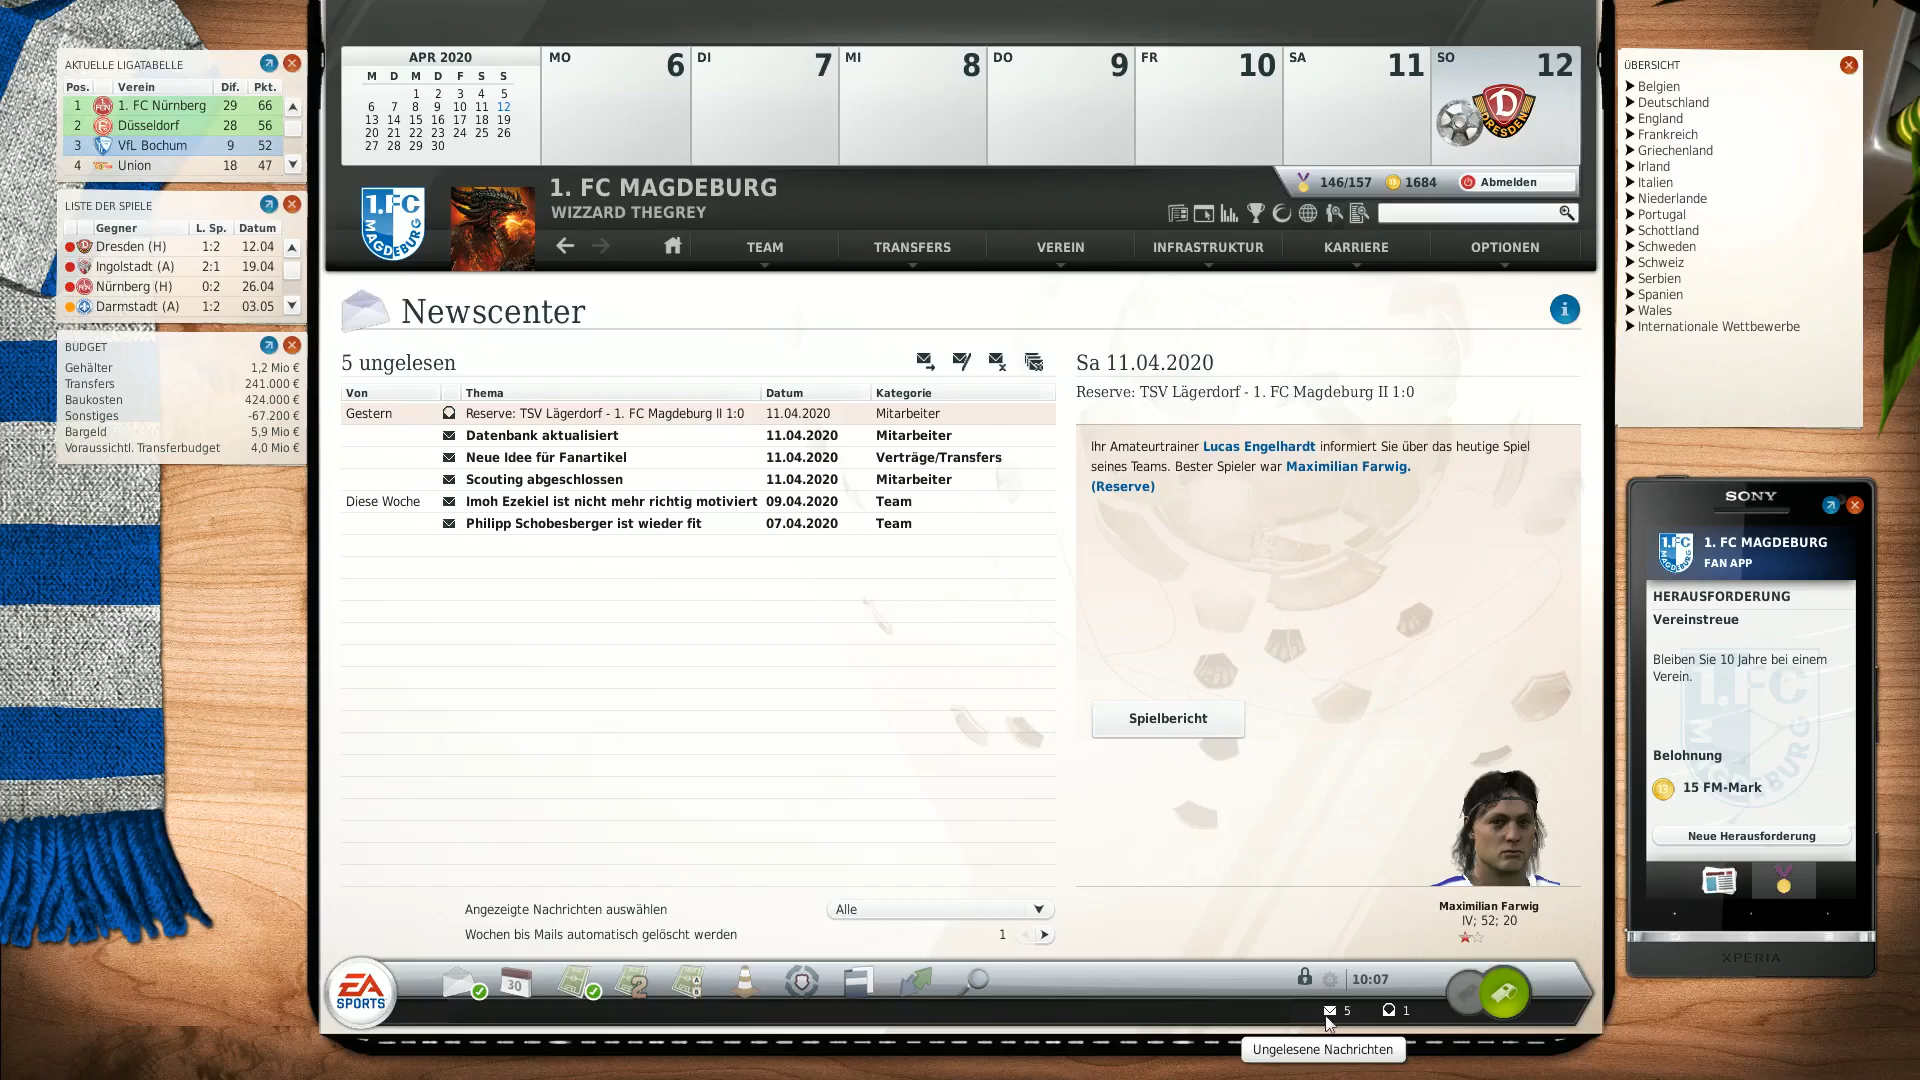 AKTUELLE LIGATABELLE
Pos. Verein Dif. Pkt.
1 1. FC Nürnberg 29 66
2 Düsseldorf 28 56
3 VfL Bochum 9 52
4 Union 18 47
LISTE DER SPIELE
Gegner L. Sp. Datum
Dresden (H) 1:2 12.04
Ingolstadt (A) 2:1 19.04
Nürnberg (H) 0:2 26.04
Darmstadt (A) 1:2 03.05
BUDGET
Gehälter 1,2 Mio €
Transfers 241.000 €
Baukosten 424.000 €
Sonstiges -67.200 €
Bargeld 5,9 Mio €
Voraussichtl. Transferbudget 4,0 Mio €
APR 2020
M D M D F S S
1 2 3 4 5
6 7 8 9 10 11 12
13 14 15 16 17 18 19
20 21 22 23 24 25 26
27 28 29 30
MO 6 DI 7 MI 8 DO 9 FR 10 SA 11 SO 12
DRESDEN
1.FC MAGDEBURG
1. FC MAGDEBURG
WIZZARD THEGREY
146/157 1684 Abmelden
TEAM TRANSFERS VEREIN INFRASTRUKTUR KARRIERE OPTIONEN
Newscenter
5 ungelesen
Von Thema Datum Kategorie
Gestern Reserve: TSV Lägerdorf - 1. FC Magdeburg II 1:0 11.04.2020 Mitarbeiter
Datenbank aktualisiert 11.04.2020 Mitarbeiter
Neue Idee für Fanartikel 11.04.2020 Verträge/Transfers
Scouting abgeschlossen 11.04.2020 Mitarbeiter
Diese Woche Imoh Ezekiel ist nicht mehr richtig motiviert 09.04.2020 Team
Philipp Schobesberger ist wieder fit 07.04.2020 Team
Angezeigte Nachrichten auswählen Alle
Wochen bis Mails automatisch gelöscht werden 1
Sa 11.04.2020
Reserve: TSV Lägerdorf - 1. FC Magdeburg II 1:0
Ihr Amateurtrainer Lucas Engelhardt informiert Sie über das heutige Spiel
seines Teams. Bester Spieler war Maximilian Farwig.
(Reserve)
Spielbericht
Maximilian Farwig
IV; 52; 20
EA SPORTS
30
2
10:07
5 1
Ungelesene Nachrichten
ÜBERSICHT
Belgien
Deutschland
England
Frankreich
Griechenland
Irland
Italien
Niederlande
Portugal
Schottland
Schweden
Schweiz
Serbien
Spanien
Wales
Internationale Wettbewerbe
SONY
1. FC MAGDEBURG
FAN APP
HERAUSFORDERUNG
Vereinstreue
Bleiben Sie 10 Jahre bei einem
Verein.
Belohnung
15 FM-Mark
Neue Herausforderung
XPERIA